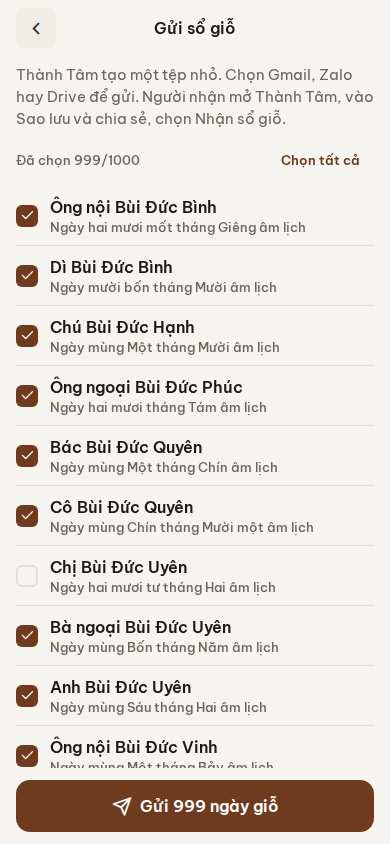 Gửi sổ giỗ
Thành Tâm tạo một tệp nhỏ. Chọn Gmail, Zalo
hay Drive để gửi. Người nhận mở Thành Tâm, vào
Sao lưu và chia sẻ, chọn Nhận sổ giỗ.
Đã chọn 999/1000
Chọn tất cả
Ông nội Bùi Đức Bình
Ngày hai mươi mốt tháng Giêng âm lịch
Dì Bùi Đức Bình
Ngày mười bốn tháng Mười âm lịch
Chú Bùi Đức Hạnh
Ngày mùng Một tháng Mười âm lịch
Ông ngoại Bùi Đức Phúc
Ngày hai mươi tháng Tám âm lịch
Bác Bùi Đức Quyên
Ngày mùng Một tháng Chín âm lịch
Cô Bùi Đức Quyên
Ngày mùng Chín tháng Mười một âm lịch
Chị Bùi Đức Uyên
Ngày hai mươi tư tháng Hai âm lịch
Bà ngoại Bùi Đức Uyên
Ngày mùng Bốn tháng Năm âm lịch
Anh Bùi Đức Uyên
Ngày mùng Sáu tháng Hai âm lịch
Ông nội Bùi Đức Vinh
Ngày mùng Một tháng Bảy âm lịch
Gửi 999 ngày giỗ